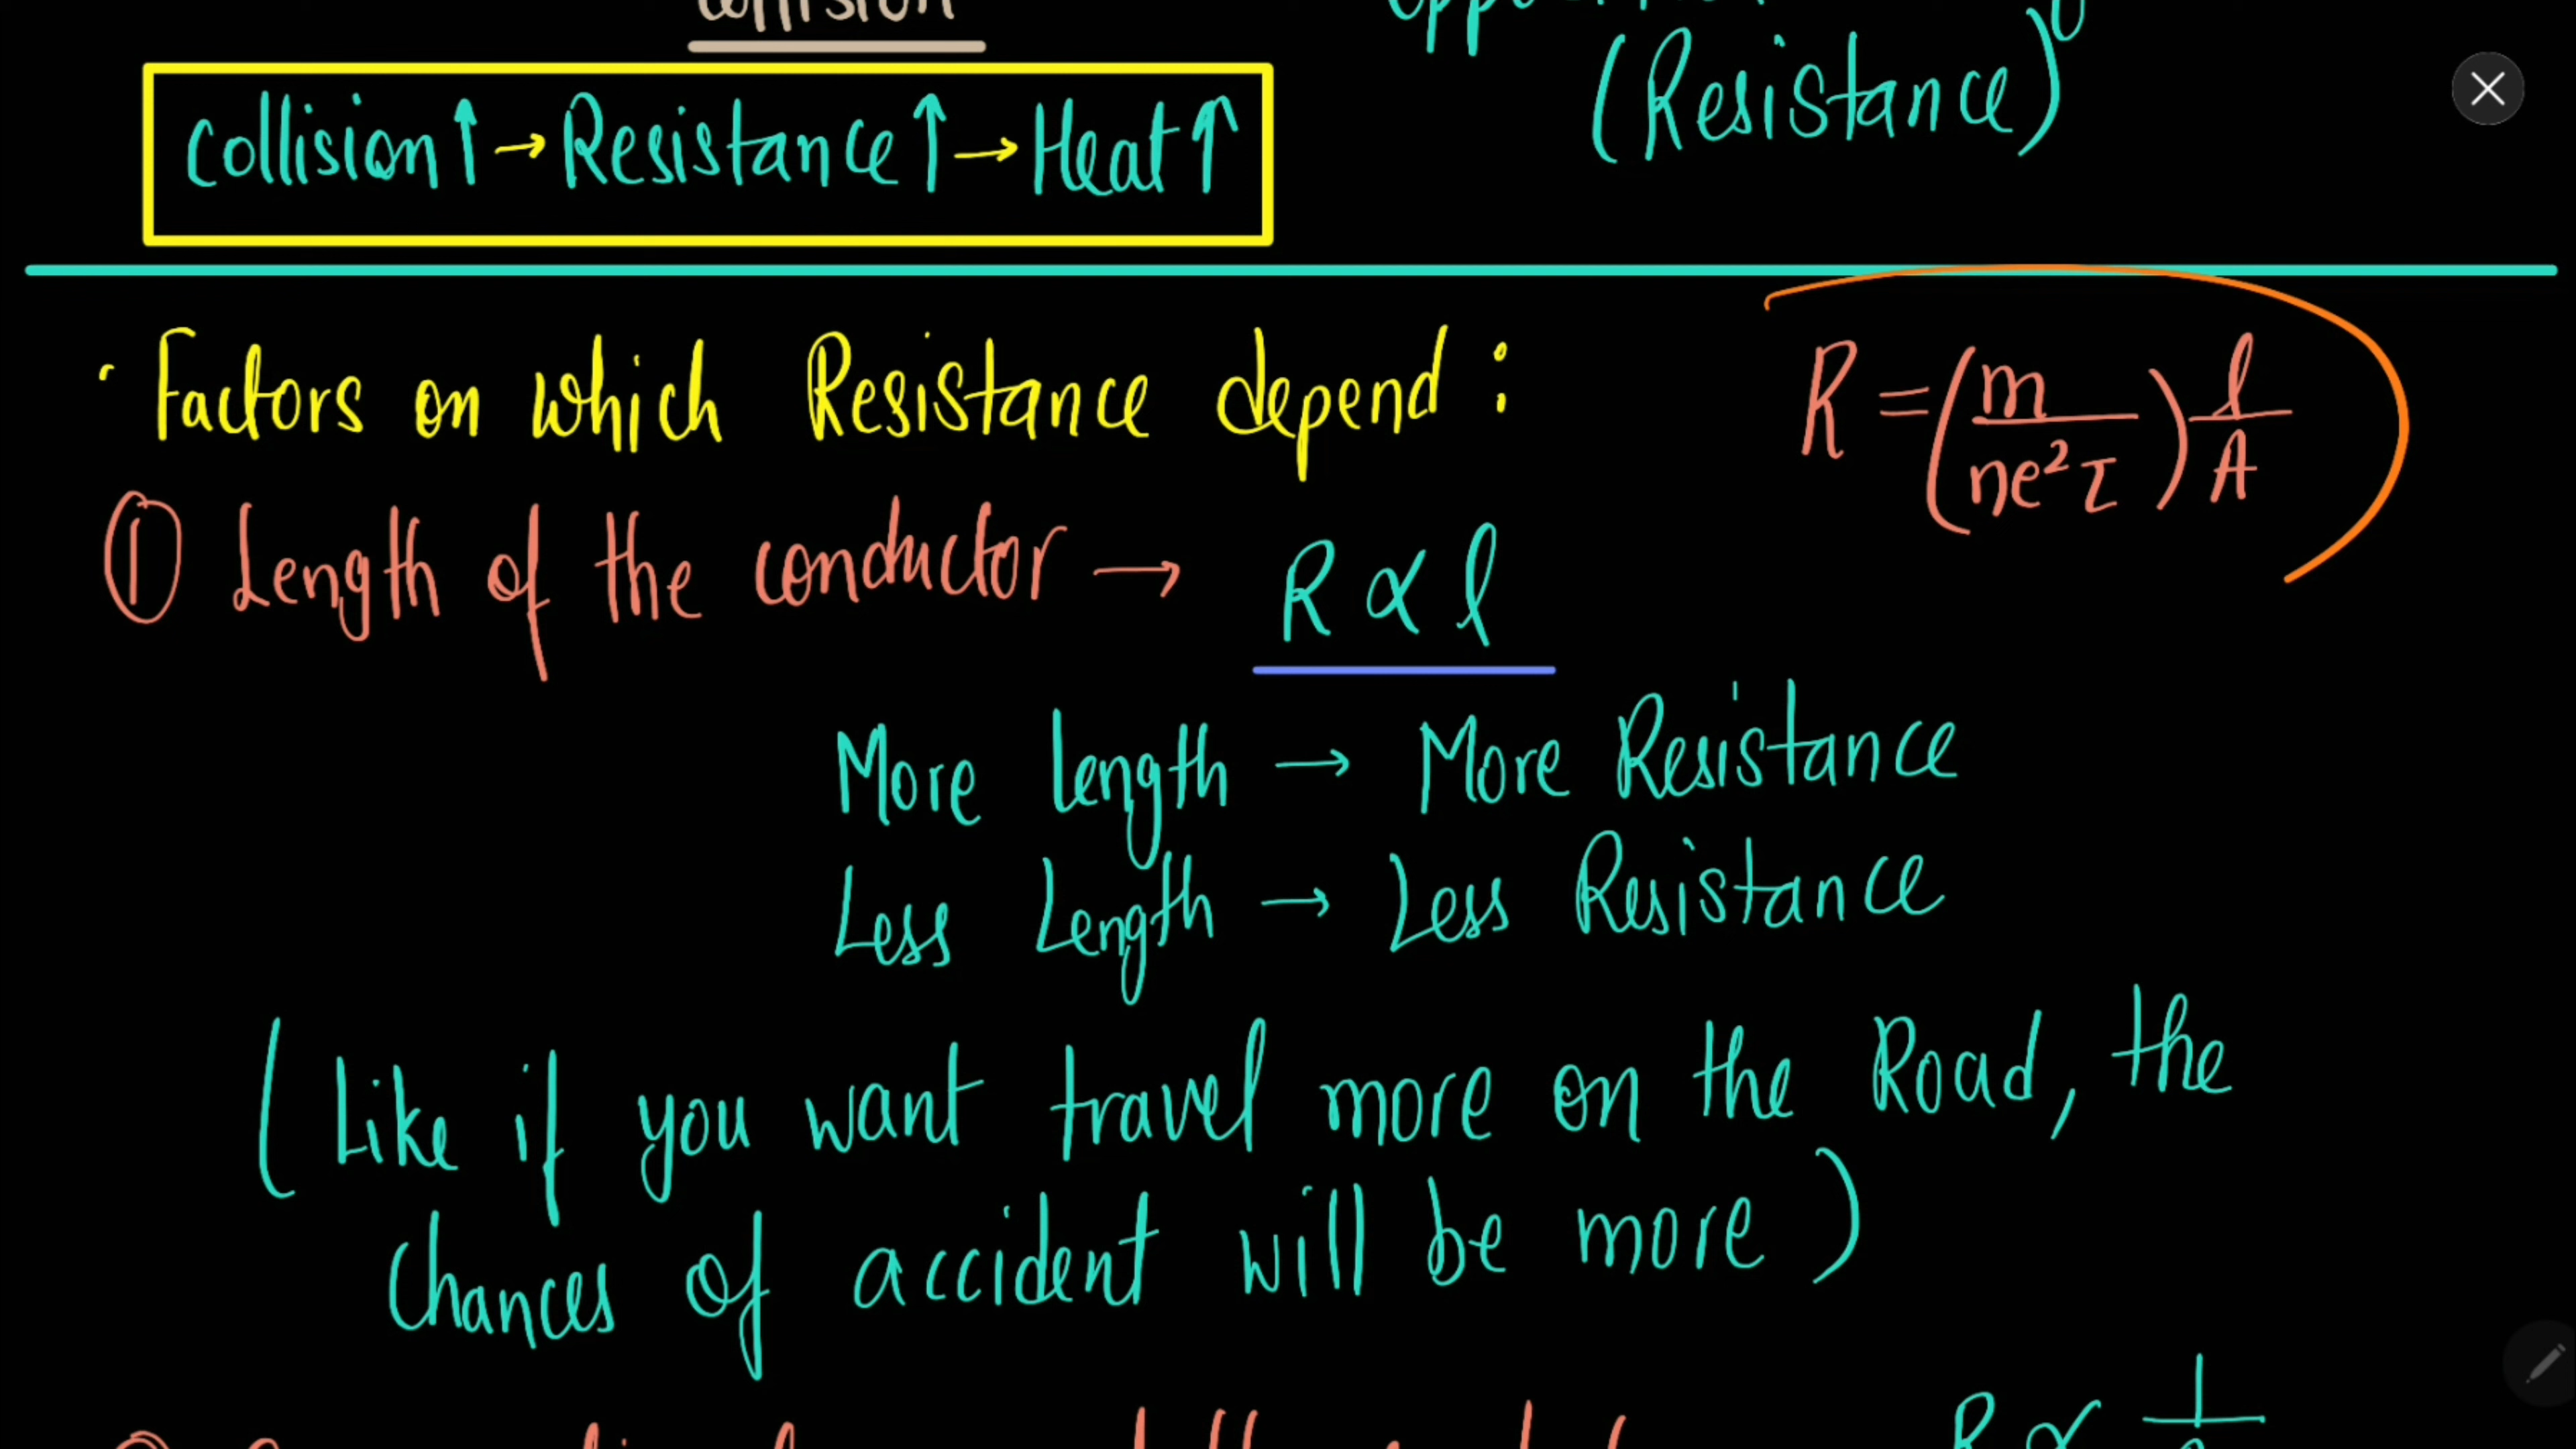 (Resistance)
Collision↑ → Resistance↑ → Heat↑
· Factors on which Resistance depend :
R = (m/ne²τ) l/A
① Length of the conductor → R ∝ l
More length → More Resistance
Less Length → Less Resistance
(Like if you want travel more on the Road, the
chances of accident will be more)
R ∝ 1